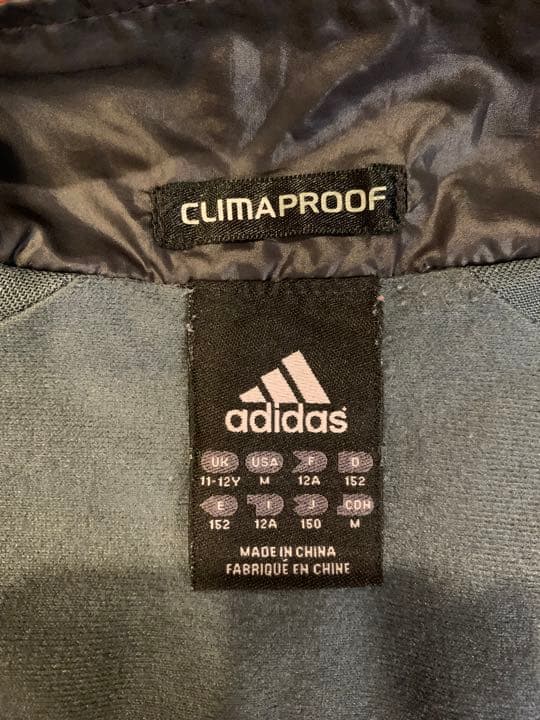 CLIMAPROOF
adidas
UK USA F D
11-12Y M 12A 152
E I J CDN
152 12A 150 M
MADE IN CHINA
FABRIQUÉ EN CHINE